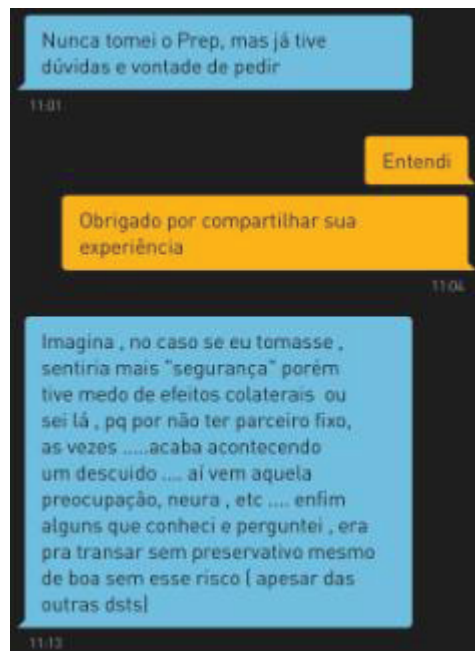 Nunca tomei o Prep, mas já tive
dúvidas e vontade de pedir
11:01
Entendi
Obrigado por compartilhar sua
experiência
11:04
Imagina , no caso se eu tomasse ,
sentiria mais "segurança" porém
tive medo de efeitos colaterais ou
sei lá , pq por não ter parceiro fixo,
as vezes .....acaba acontecendo
um descuido .... aí vem aquela
preocupação, neura , etc .... enfim
alguns que conheci e perguntei , era
pra transar sem preservativo mesmo
de boa sem esse risco ( apesar das
outras dsts)
11:13